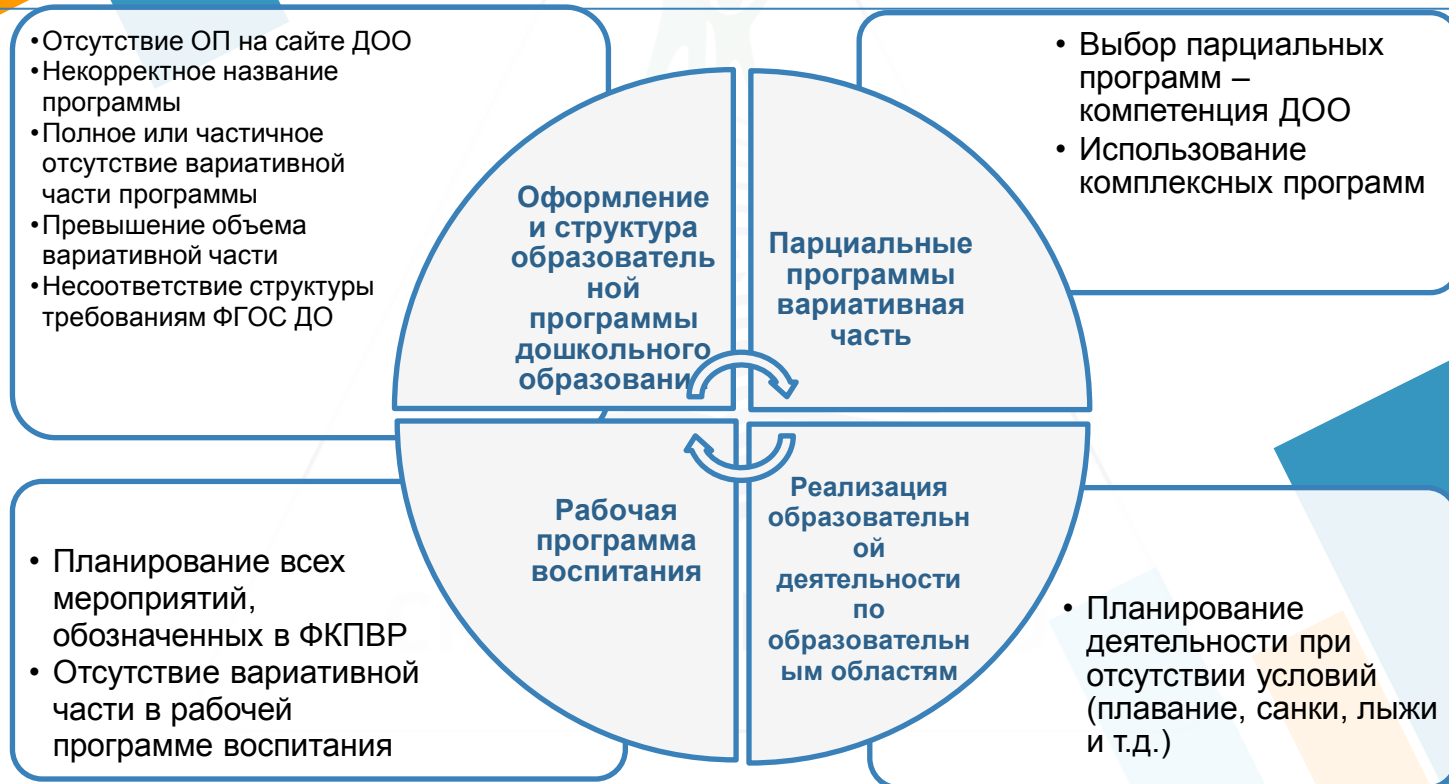 •Отсутствие ОП на сайте ДОО
•Некорректное название
программы
•Полное или частичное
отсутствие вариативной
части программы
•Превышение объема
вариативной части
•Несоответствие структуры
требованиям ФГОС ДО
Оформление
и структура
образователь
ной
программы
дошкольного
образовани
Парциальные
программы
вариативная
часть
• Выбор парциальных
программ –
компетенция ДОО
• Использование
комплексных программ
• Планирование всех
мероприятий,
обозначенных в ФКПВР
• Отсутствие вариативной
части в рабочей
программе воспитания
Рабочая
программа
воспитания
Реализация
образовательн
ой
деятельности
по
образовательн
ым областям
• Планирование
деятельности при
отсутствии условий
(плавание, санки, лыжи
и т.д.)